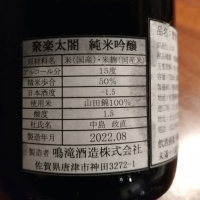 聚楽太閤 純米吟醸
原材料名 米(国産)・米麹(国産米)
アルコール分 15度
精米歩合 50%
日本酒度 -1.5
使用米 山田錦100%
酸度 1.5
杜氏名 中島 政直
製造年月 2022.08
製造者 鳴滝酒造株式会社
佐賀県唐津市神田3272-1